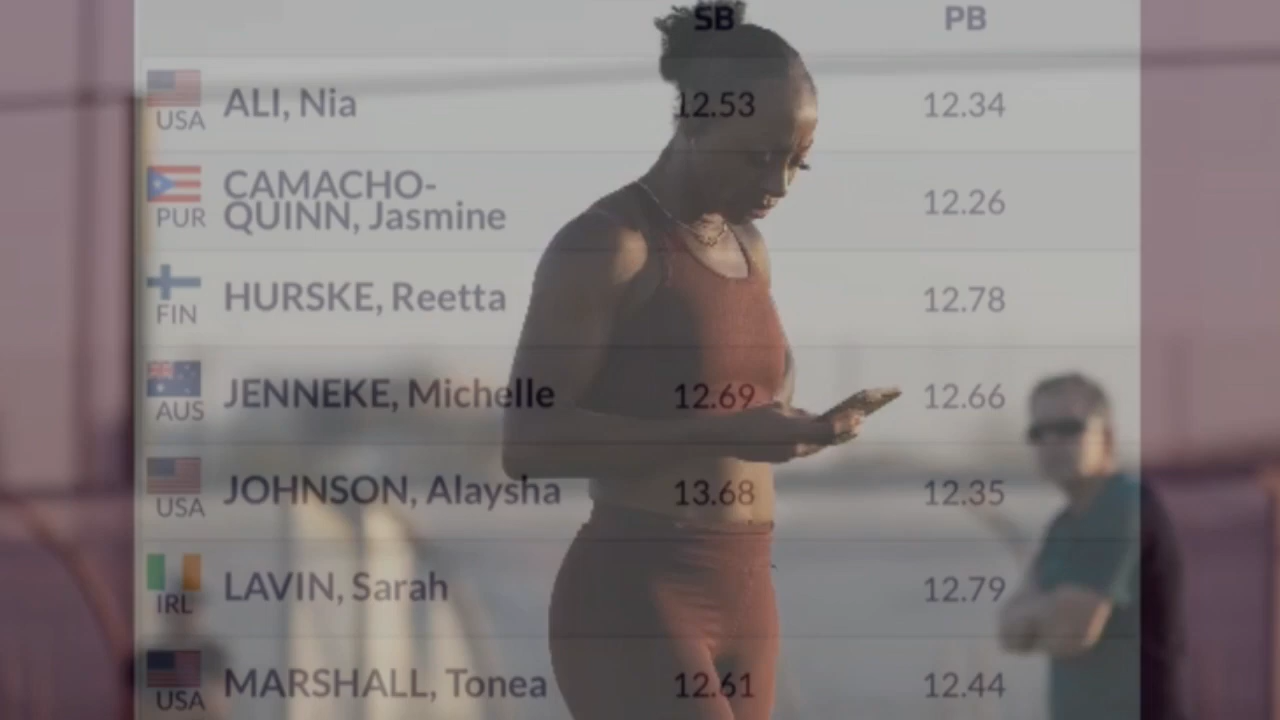 SB PB
USA ALI, Nia 12.53 12.34
CAMACHO-
PUR QUINN, Jasmine 12.26
FIN HURSKE, Reetta 12.78
AUS JENNEKE, Michelle 12.69 12.66
USA JOHNSON, Alaysha 13.68 12.35
IRL LAVIN, Sarah 12.79
USA MARSHALL, Tonea 12.61 12.44